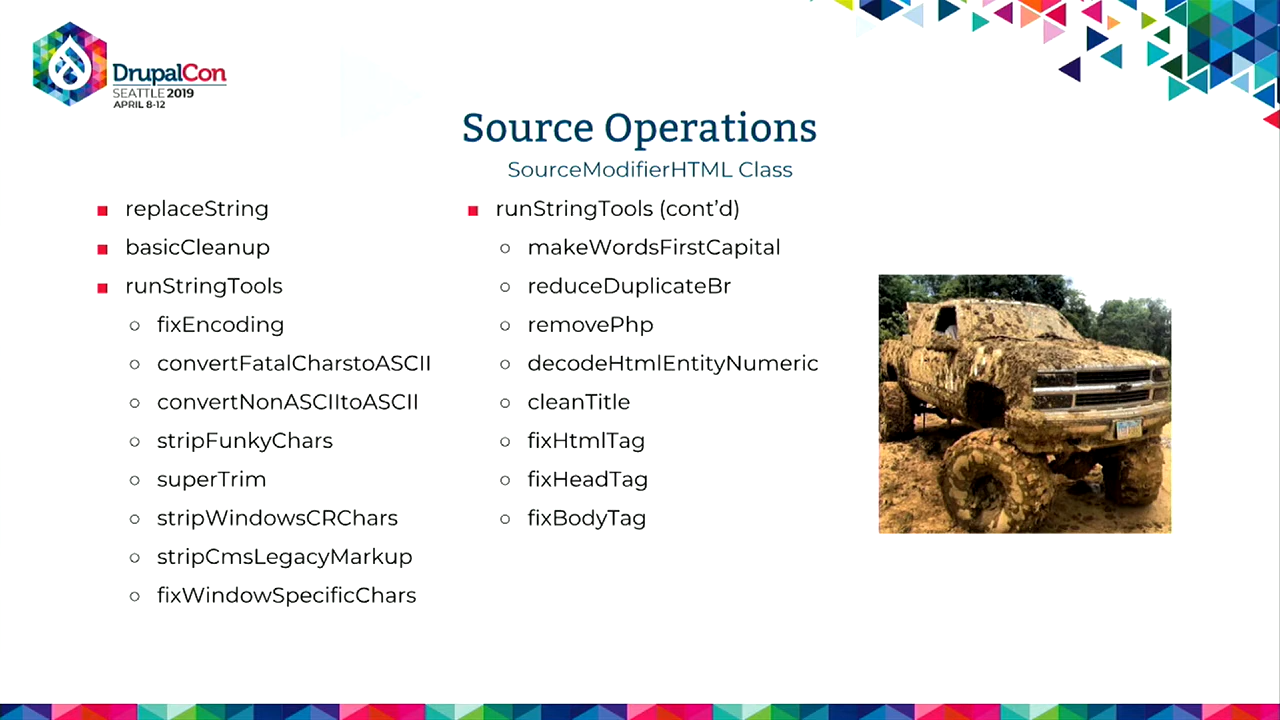 DrupalCon
SEATTLE 2019
APRIL 8-12
Source Operations
SourceModifierHTML Class
replaceString
basicCleanup
runStringTools
fixEncoding
convertFatalCharstoASCII
convertNonASCIItoASCII
stripFunkyChars
superTrim
stripWindowsCRChars
stripCmsLegacyMarkup
fixWindowSpecificChars
runStringTools (cont’d)
makeWordsFirstCapital
reduceDuplicateBr
removePhp
decodeHtmlEntityNumeric
cleanTitle
fixHtmlTag
fixHeadTag
fixBodyTag